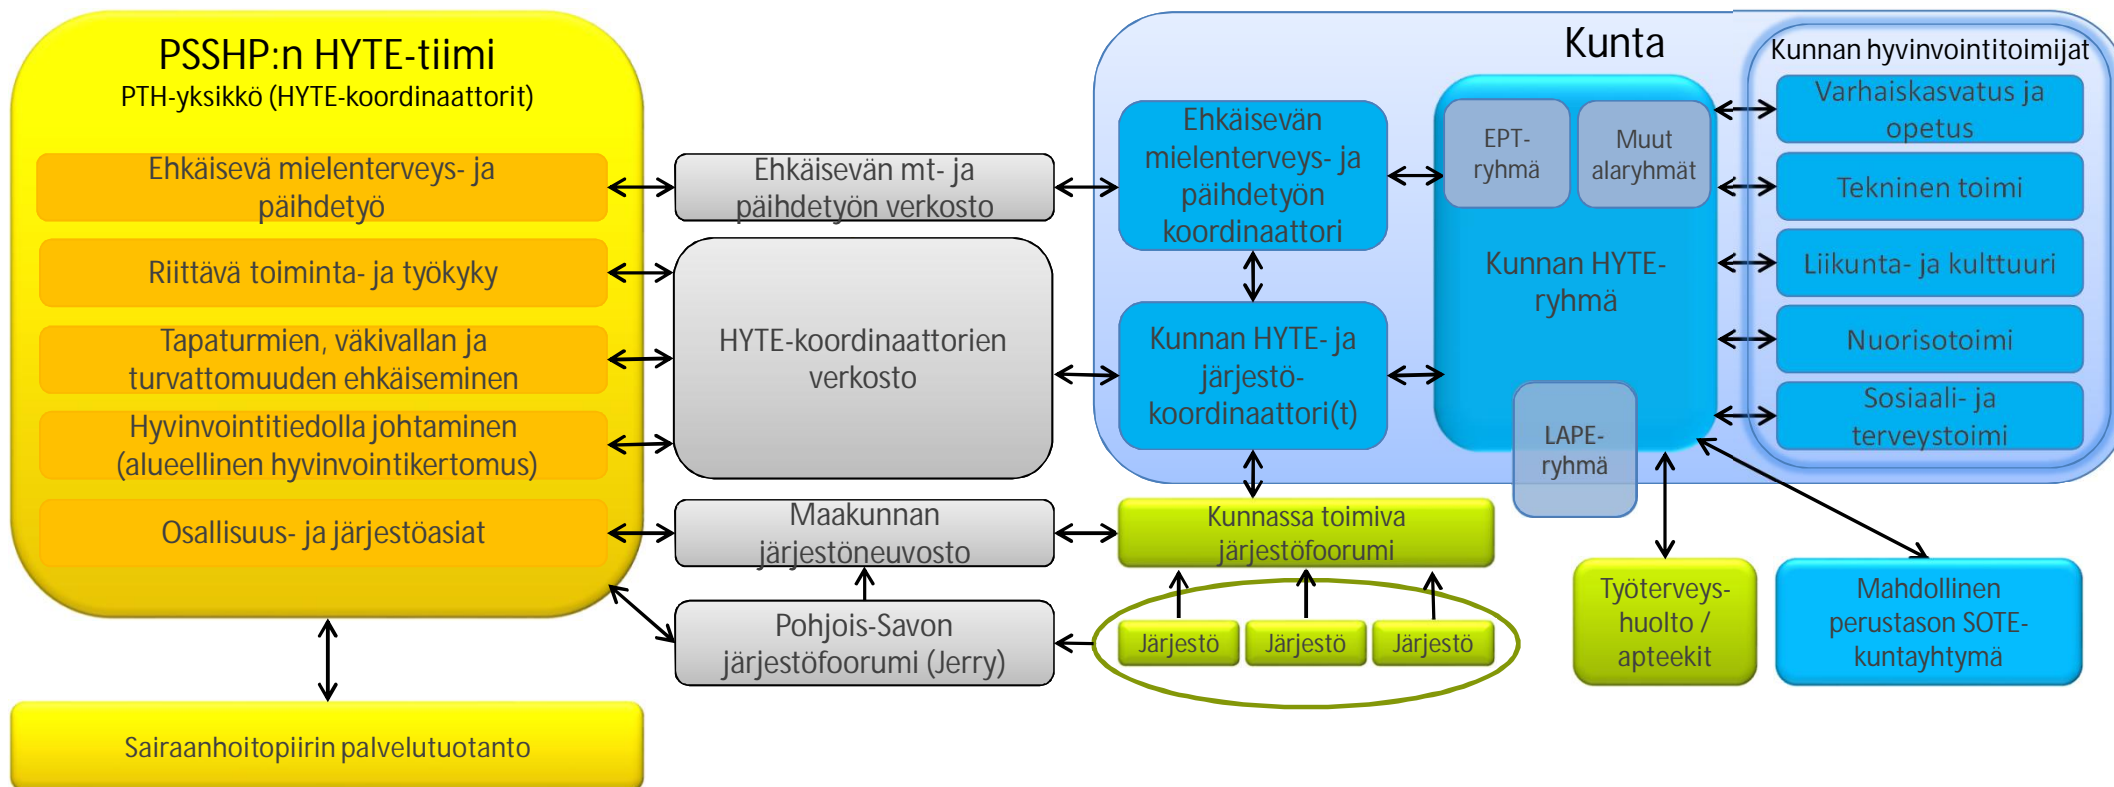 PSSHP:n HYTE-tiimi
PTH-yksikkö (HYTE-koordinaattorit)
Ehkäisevä mielenterveys- ja
päihdetyö
Riittävä toiminta- ja työkyky
Tapaturmien, väkivallan ja
turvattomuuden ehkäiseminen
Hyvinvointitiedolla johtaminen
(alueellinen hyvinvointikertomus)
Osallisuus- ja järjestöasiat
Sairaanhoitopiirin palvelutuotanto
Ehkäisevän mt- ja
päihdetyön verkosto
HYTE-koordinaattorien
verkosto
Maakunnan
järjestöneuvosto
Pohjois-Savon
järjestöfoorumi (Jerry)
Kunta
Ehkäisevän
mielenterveys- ja
päihdetyön
koordinaattori
Kunnan HYTE- ja
järjestö-
koordinaattori(t)
Kunnassa toimiva
järjestöfoorumi
Järjestö
Järjestö
Järjestö
EPT-
ryhmä
Muut
alaryhmät
Kunnan HYTE-
ryhmä
LAPE-
ryhmä
Kunnan hyvinvointitoimijat
Varhaiskasvatus ja
opetus
Tekninen toimi
Liikunta- ja kulttuuri
Nuorisotoimi
Sosiaali- ja
terveystoimi
Työterveys-
huolto /
apteekit
Mahdollinen
perustason SOTE-
kuntayhtymä